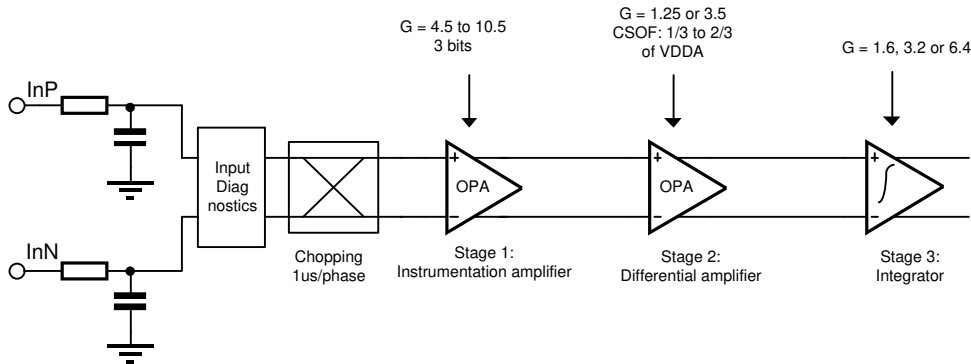 G = 4.5 to 10.5
3 bits
G = 1.25 or 3.5
CSOF: 1/3 to 2/3
of VDDA
G = 1.6, 3.2 or 6.4
InP
Input
Diag
nostics
+
OPA
−
+
OPA
−
+
−
InN
Chopping
1us/phase
Stage 1:
Instrumentation amplifier
Stage 2:
Differential amplifier
Stage 3:
Integrator